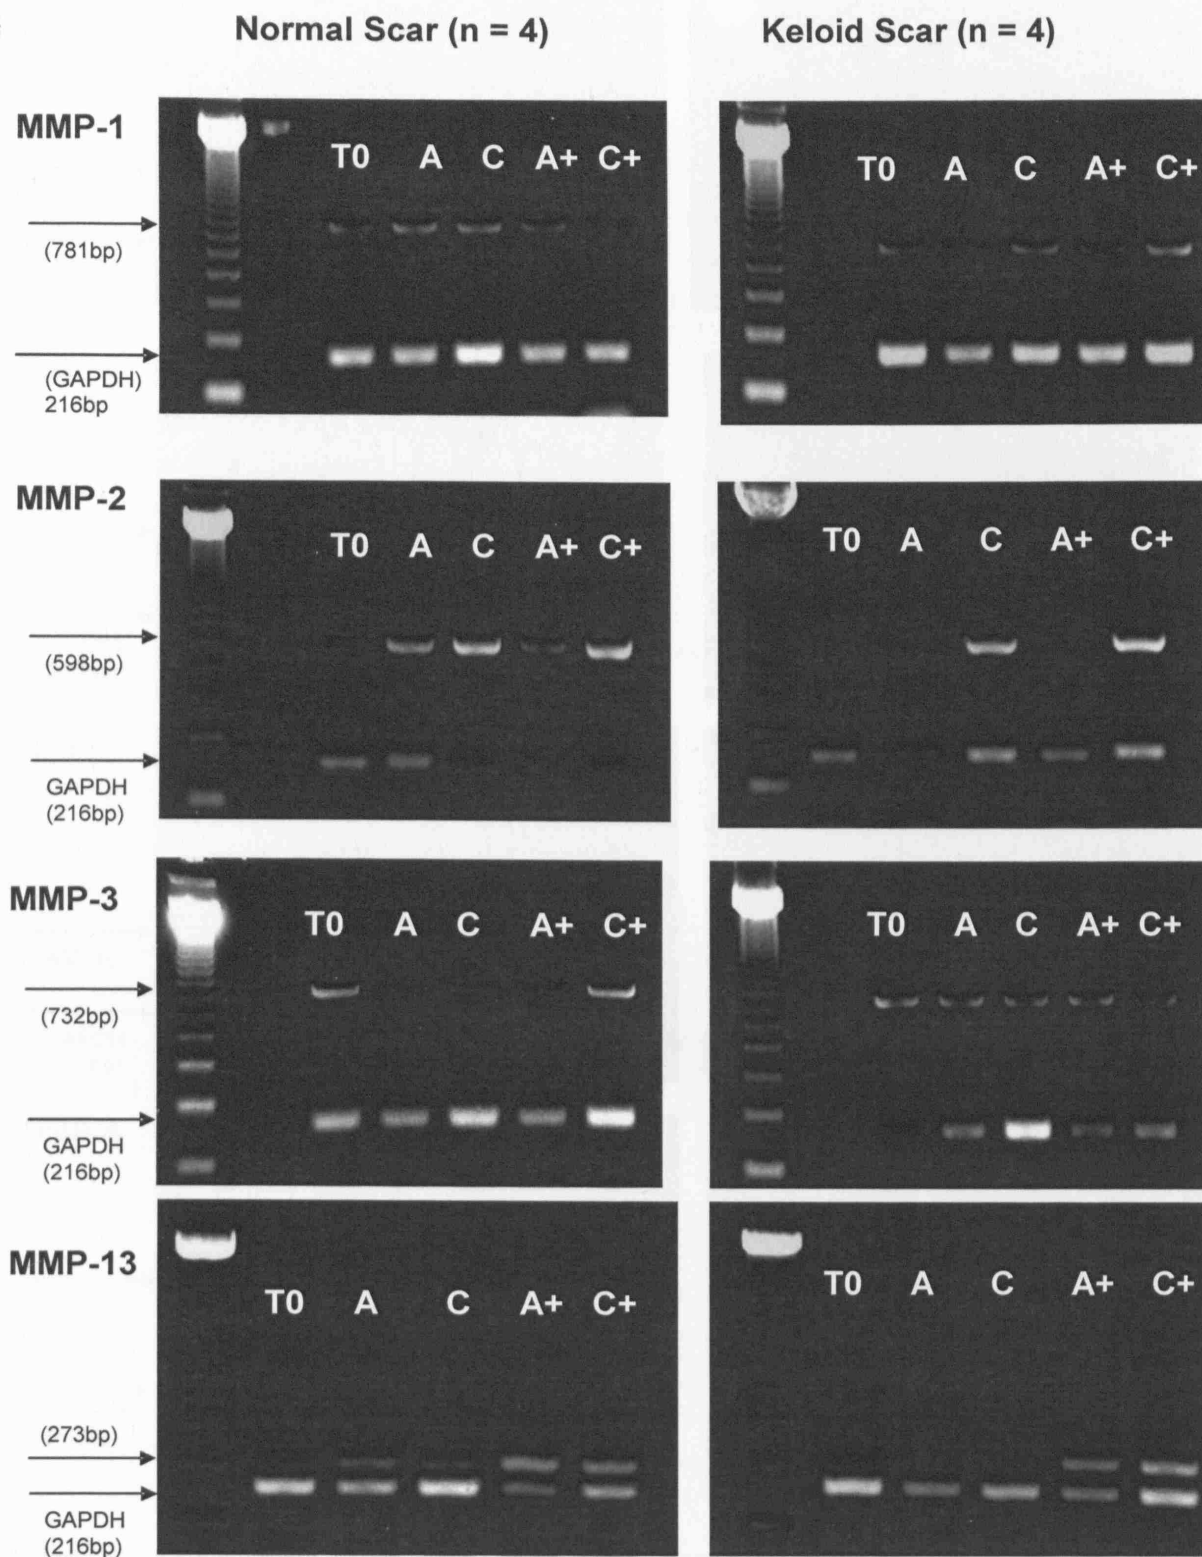 Normal Scar (n = 4)
Keloid Scar (n = 4)
MMP-1
T0 A C A+ C+
T0 A C A+ C+
(781bp)
(GAPDH)
216bp
MMP-2
T0 A C A+ C+
T0 A C A+ C+
(598bp)
GAPDH
(216bp)
MMP-3
T0 A C A+ C+
T0 A C A+ C+
(732bp)
GAPDH
(216bp)
MMP-13
T0 A C A+ C+
T0 A C A+ C+
(273bp)
GAPDH
(216bp)